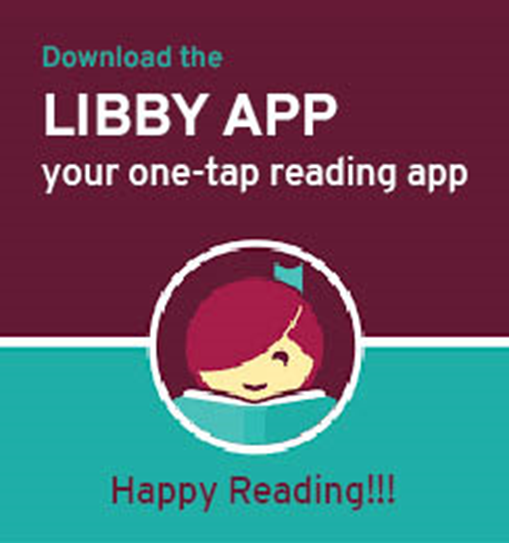 Download the
LIBBY APP
your one-tap reading app
Happy Reading!!!